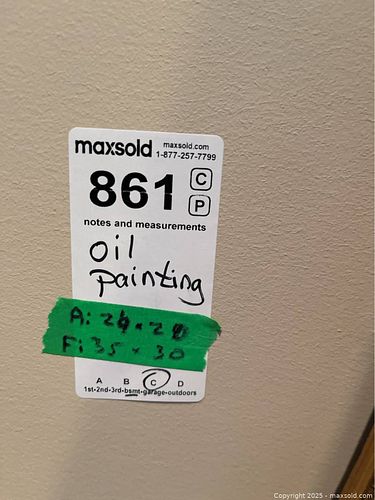 maxsold maxsold.com
1-877-257-7799
861 C
P
notes and measurements
oil
painting
A: 24 x 20
F: 35 x 30
A B C D
1st-2nd-3rd-bsmt-garage-outdoors
Copyright © 2025 - maxsold.com